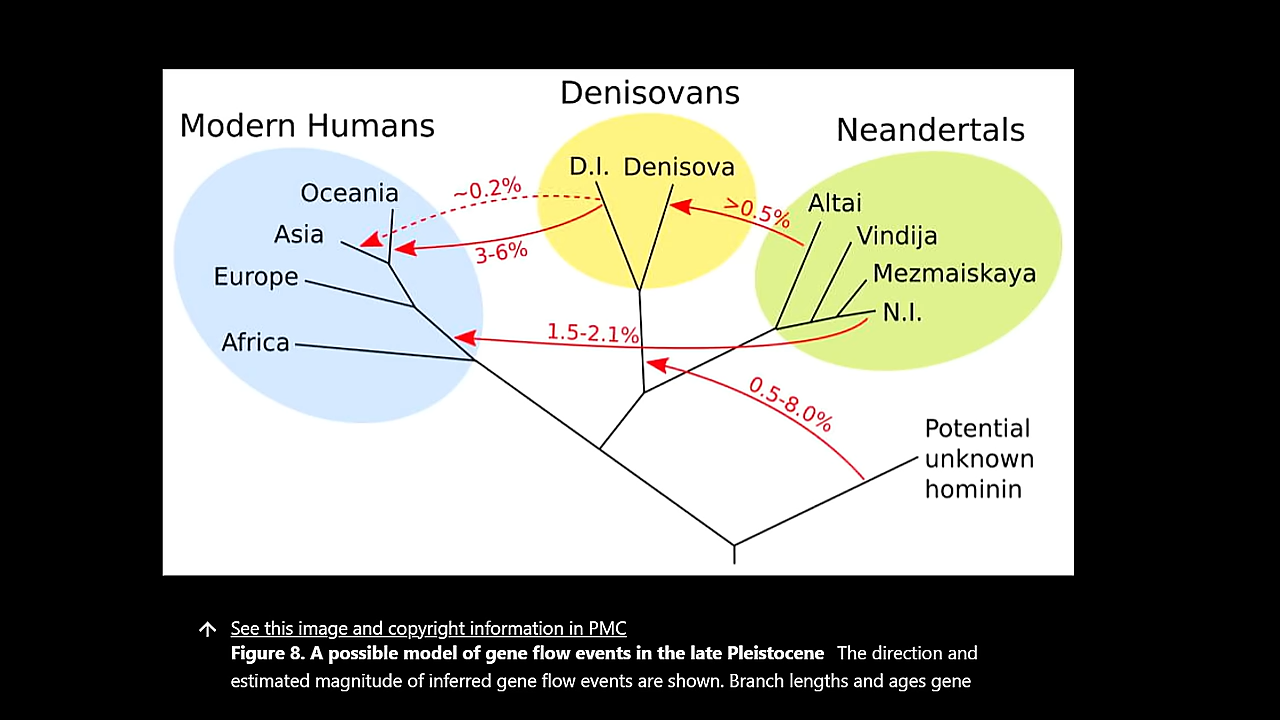 Denisovans
Modern Humans
Neandertals
D.I. Denisova
Oceania
~0.2%
>0.5%
Altai
Asia
3-6%
Vindija
Europe
Mezmaiskaya
N.I.
Africa
1.5-2.1%
0.5-8.0%
Potential
unknown
hominin
See this image and copyright information in PMC
Figure 8. A possible model of gene flow events in the late Pleistocene The direction and
estimated magnitude of inferred gene flow events are shown. Branch lengths and ages gene